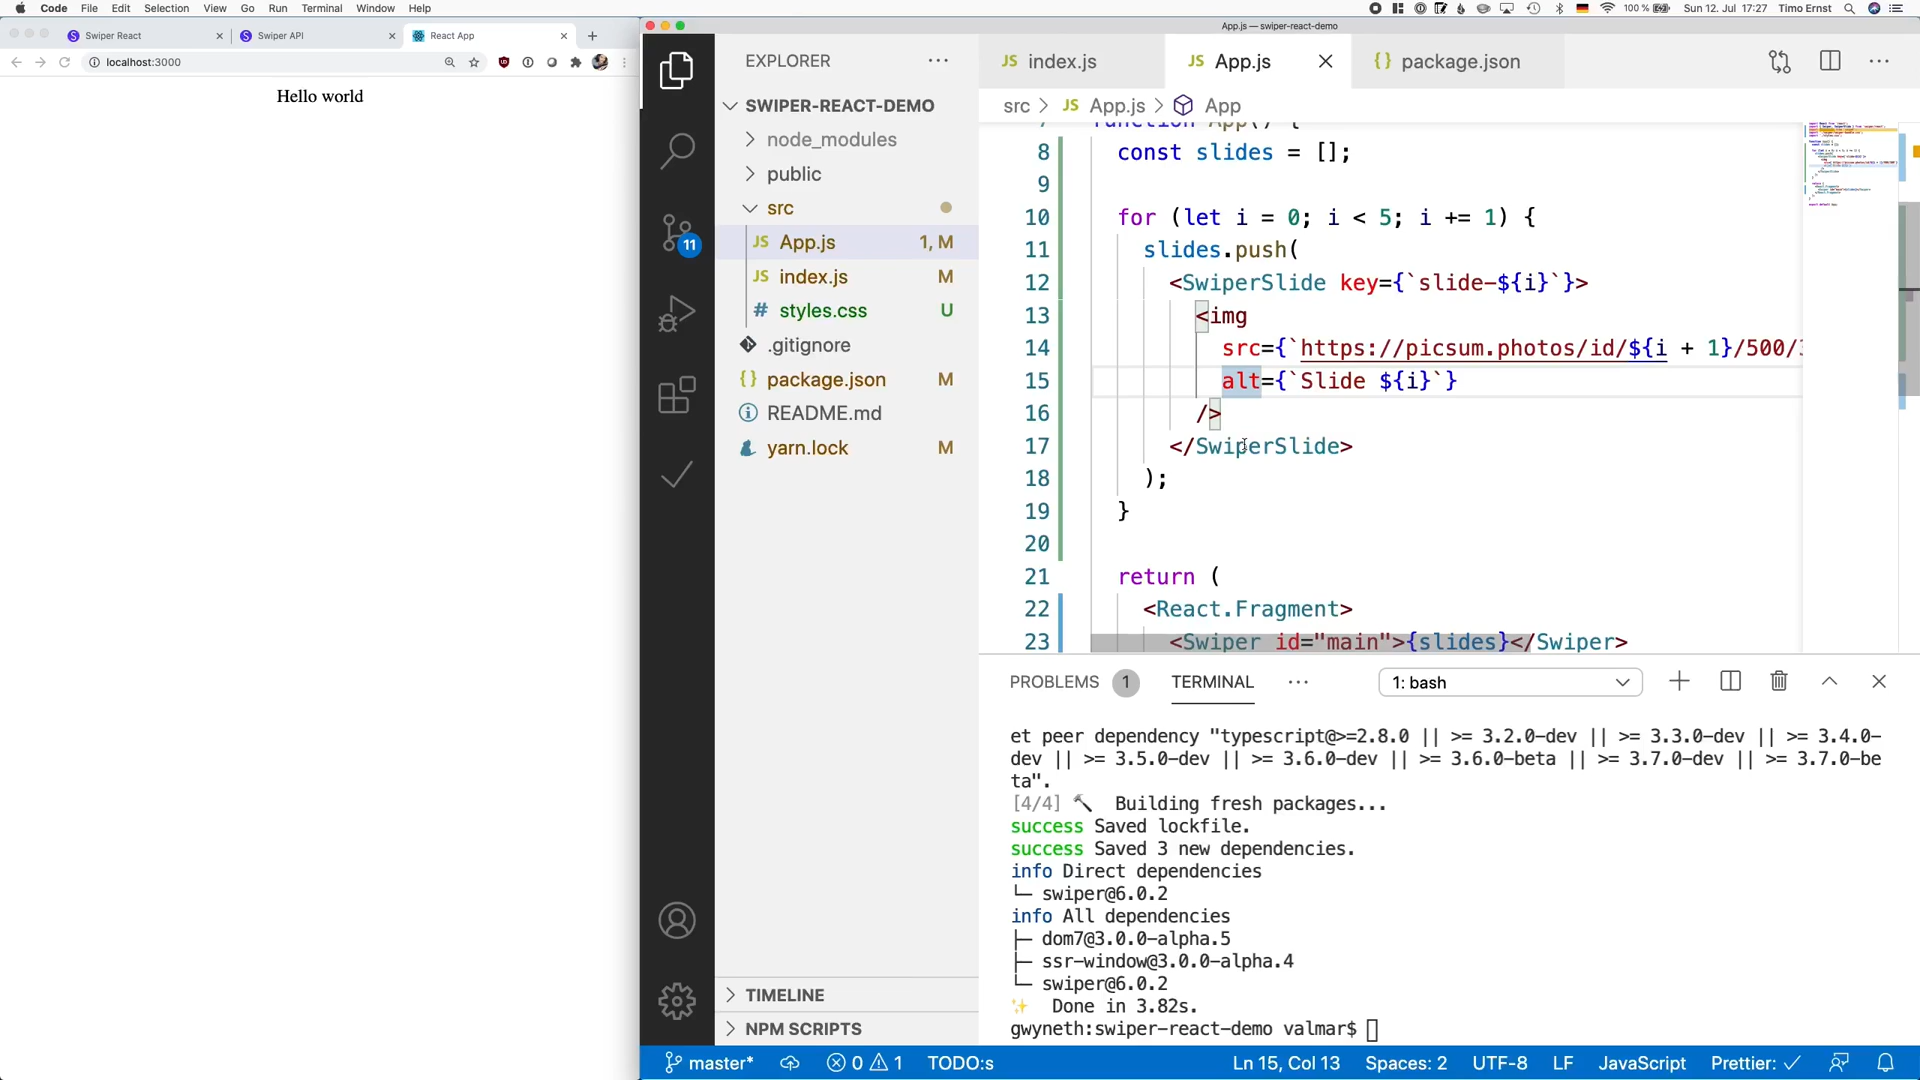 Code File Edit Selection View Go Run Terminal Window Help
100 % Sun 12. Jul 17:27 Timo Ernst
Swiper React
Swiper API
React App
localhost:3000
Hello world
App.js — swiper-react-demo
EXPLORER
SWIPER-REACT-DEMO
node_modules
public
src
JS App.js 1, M
JS index.js M
# styles.css U
.gitignore
{} package.json M
README.md
yarn.lock M
TIMELINE
NPM SCRIPTS
11
JS index.js
JS App.js
{} package.json
src > JS App.js > App
7 function App() {
8 const slides = [];
9
10 for (let i = 0; i < 5; i += 1) {
11 slides.push(
12 <SwiperSlide key={`slide-${i}`}>
13 <img
14 src={`https://picsum.photos/id/${i + 1}/500/
15 alt={`Slide ${i}`}
16 />
17 </SwiperSlide>
18 );
19 }
20
21 return (
22 <React.Fragment>
23 <Swiper id="main">{slides}</Swiper>
PROBLEMS 1 TERMINAL 1: bash
et peer dependency "typescript@>=2.8.0 || >= 3.2.0-dev || >= 3.3.0-dev || >= 3.4.0-
dev || >= 3.5.0-dev || >= 3.6.0-dev || >= 3.6.0-beta || >= 3.7.0-dev || >= 3.7.0-be
ta".
[4/4] 🔨 Building fresh packages...
success Saved lockfile.
success Saved 3 new dependencies.
info Direct dependencies
└─ swiper@6.0.2
info All dependencies
├─ dom7@3.0.0-alpha.5
├─ ssr-window@3.0.0-alpha.4
└─ swiper@6.0.2
✨ Done in 3.82s.
gwyneth:swiper-react-demo valmar$
master* 0 1 TODO:s Ln 15, Col 13 Spaces: 2 UTF-8 LF JavaScript Prettier: ✓